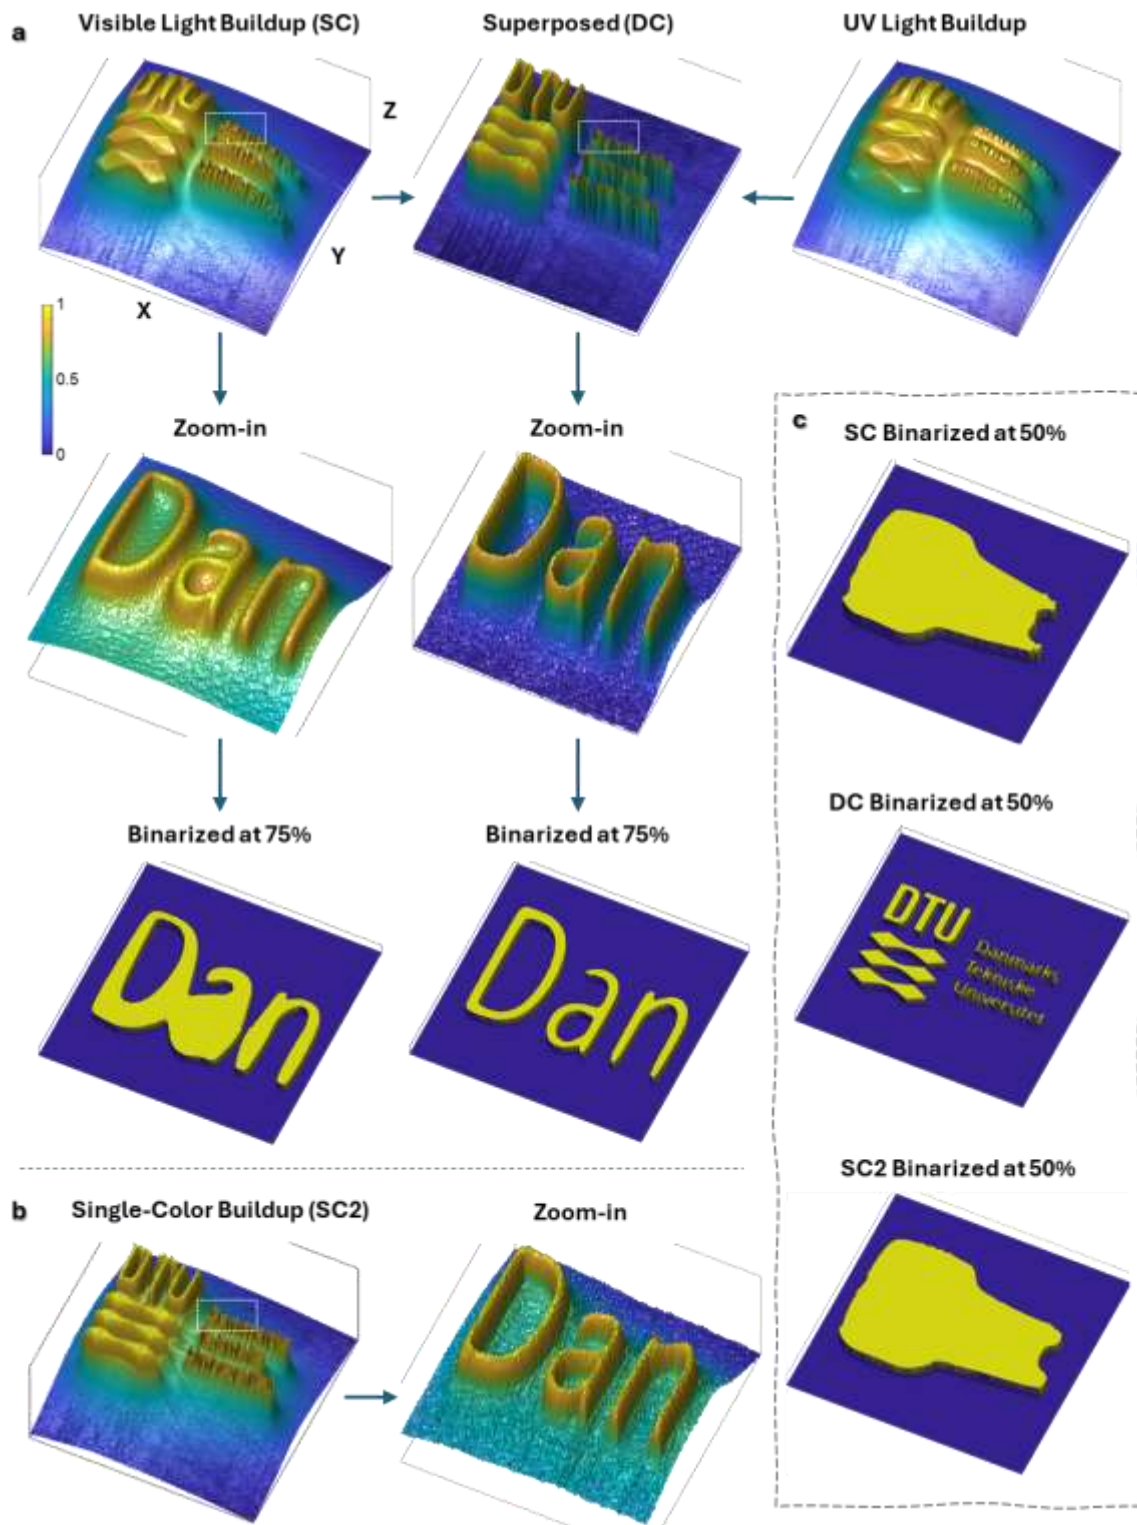 a
Visible Light Buildup (SC)
Superposed (DC)
UV Light Buildup
Z
Y
X
1
0.5
0
Zoom-in
Zoom-in
Dan
Dan
Binarized at 75%
Binarized at 75%
Dan
Dan
c
SC Binarized at 50%
DC Binarized at 50%
DTU
Danmarks
Tekniske
Universitet
SC2 Binarized at 50%
b
Single-Color Buildup (SC2)
Zoom-in
Dan